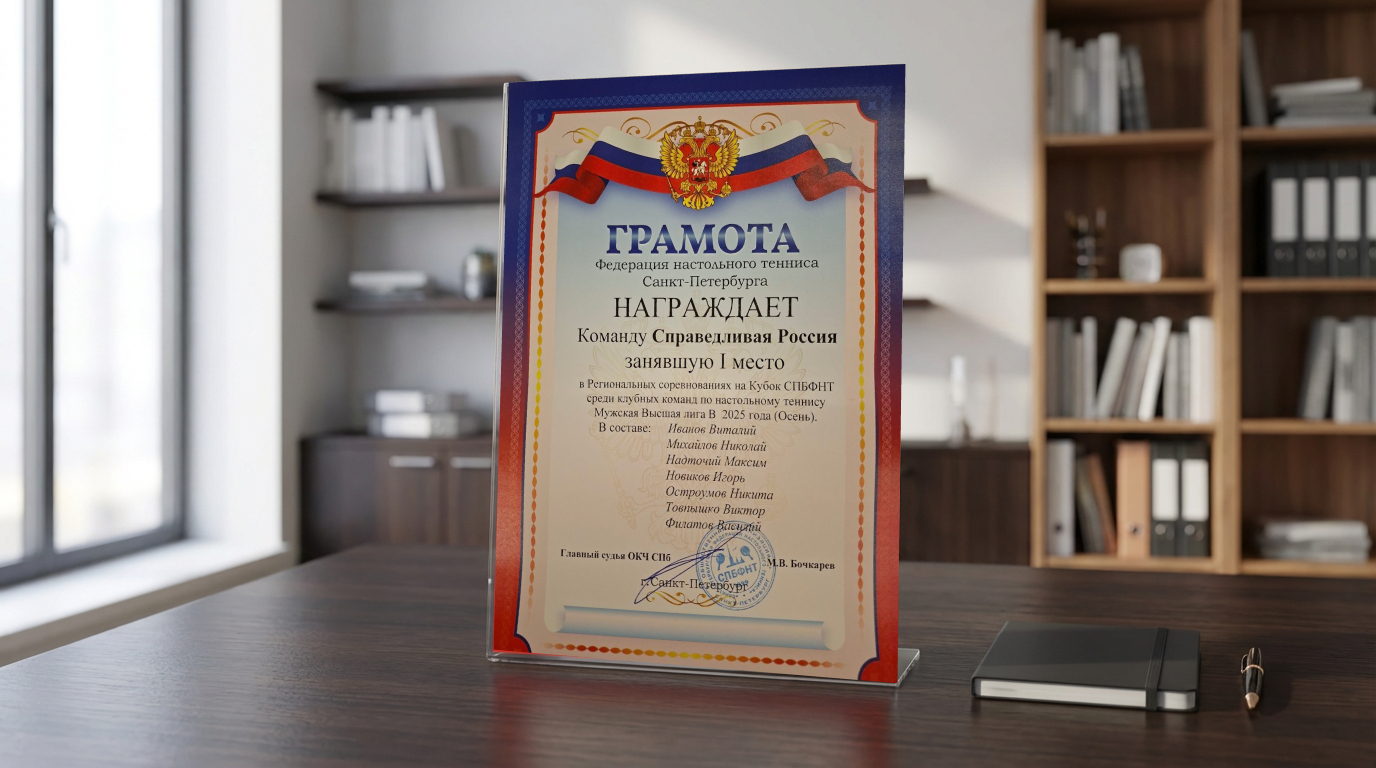 ГРАМОТА
Федерация настольного тенниса
Санкт-Петербурга
НАГРАЖДАЕТ
Команду Справедливая Россия
занявшую I место
в Региональных соревнованиях на Кубок СПБФНТ
среди клубных команд по настольному теннису
Мужская Высшая лига В 2025 года (Осень).
В составе: Иванов Виталий
Михайлов Николай
Надточий Максим
Новиков Игорь
Остроумов Никита
Товпышко Виктор
Филатов Василий
Главный судья ОКЧ СПб М.В. Бочкарев
СПБФНТ
г.Санкт-Петербург